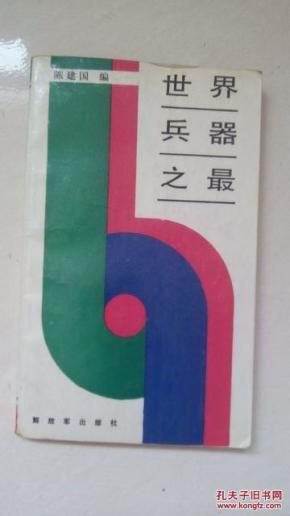 陈建国 编
世界
兵器
之最
解放军出版社
孔夫子旧书网
www.kongfz.com